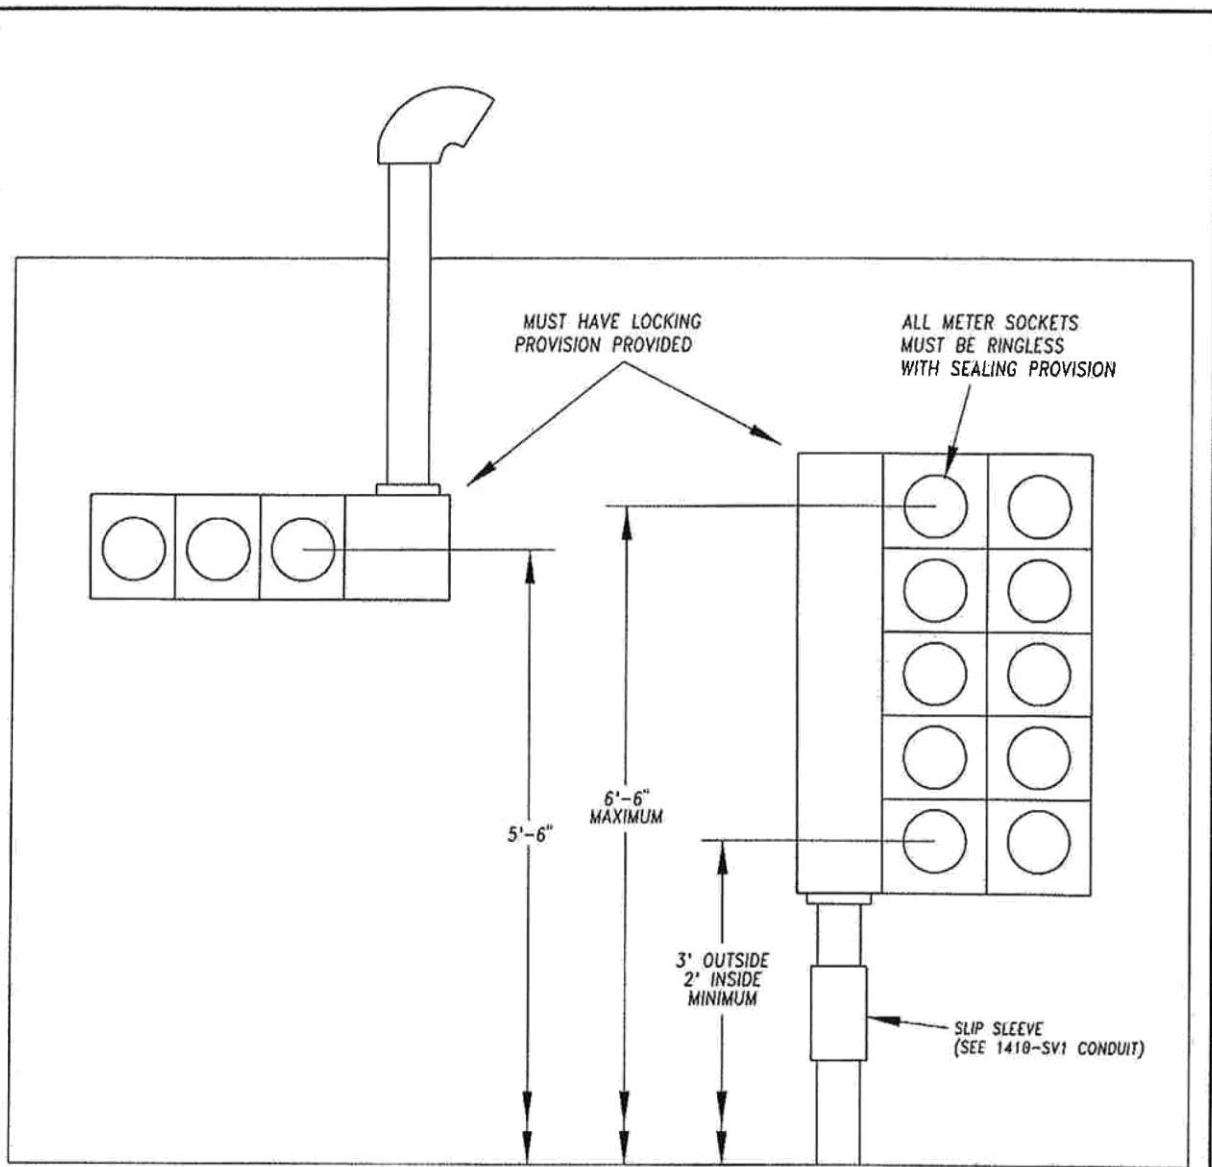 MUST HAVE LOCKING
PROVISION PROVIDED
ALL METER SOCKETS
MUST BE RINGLESS
WITH SEALING PROVISION
5'-6"
6'-6"
MAXIMUM
3' OUTSIDE
2' INSIDE
MINIMUM
SLIP SLEEVE
(SEE 1410-SV1 CONDUIT)